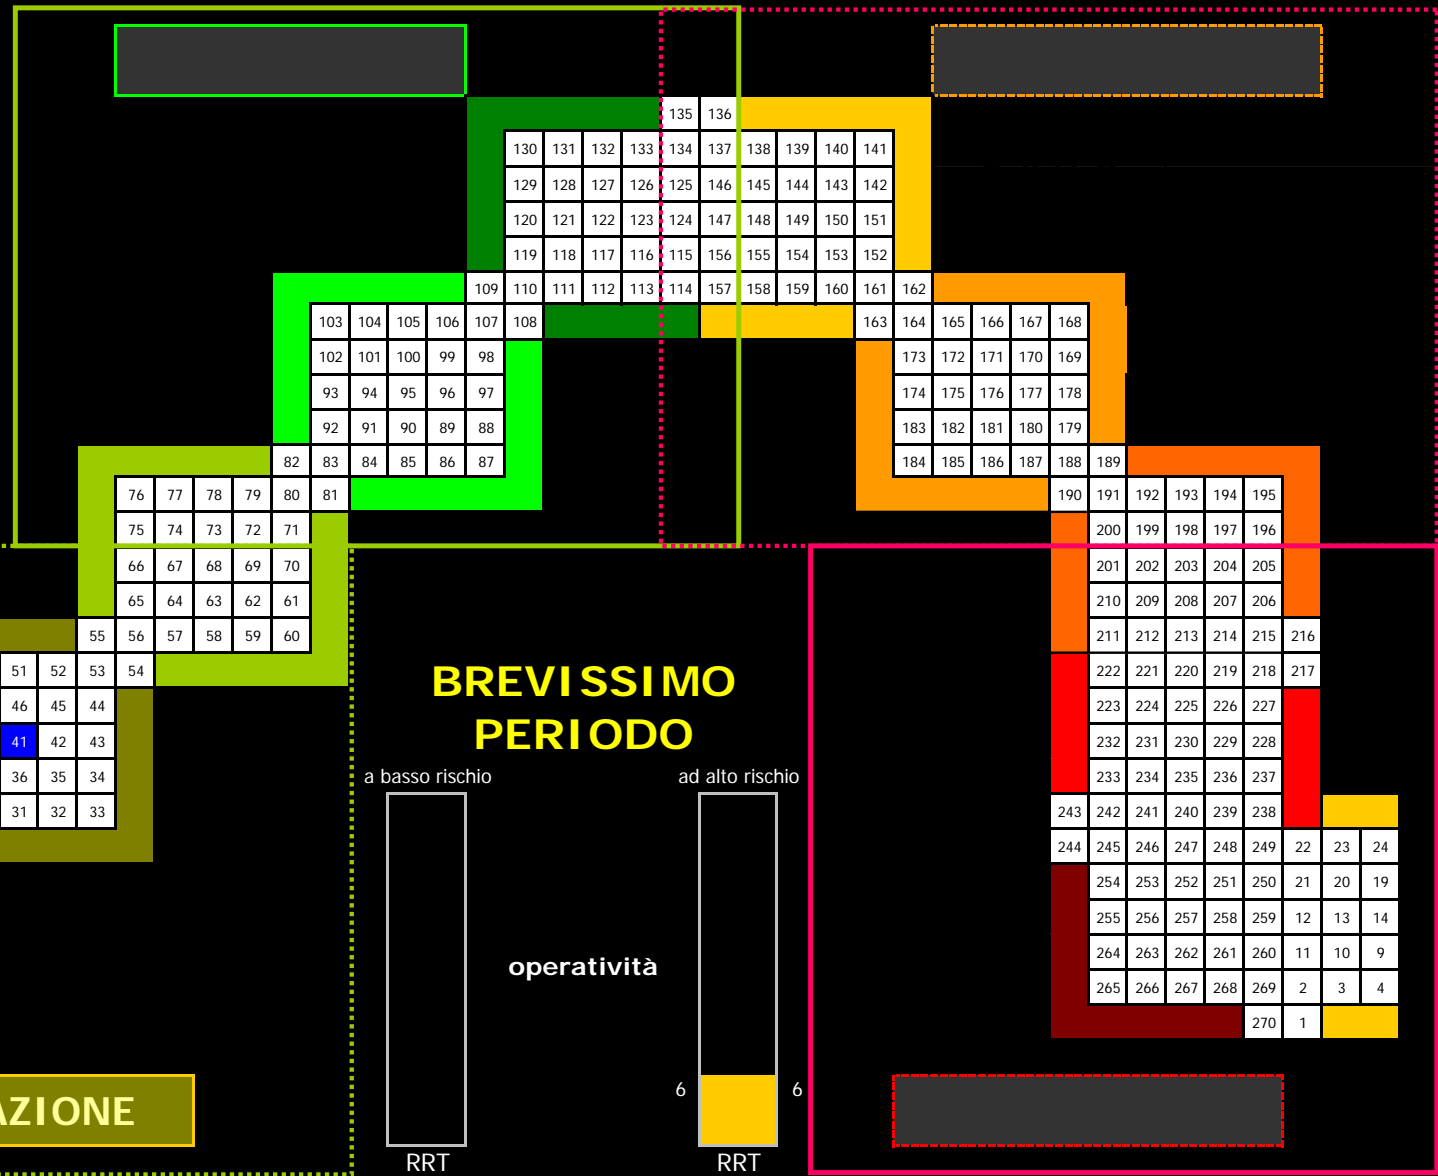 135 136
130 131 132 133 134 137 138 139 140 141
129 128 127 126 125 146 145 144 143 142
120 121 122 123 124 147 148 149 150 151
119 118 117 116 115 156 155 154 153 152
109 110 111 112 113 114 157 158 159 160 161 162
103 104 105 106 107 108 163 164 165 166 167 168
102 101 100 99 98 173 172 171 170 169
93 94 95 96 97 174 175 176 177 178
92 91 90 89 88 183 182 181 180 179
82 83 84 85 86 87 184 185 186 187 188 189
76 77 78 79 80 81 190 191 192 193 194 195
75 74 73 72 71 200 199 198 197 196
66 67 68 69 70 201 202 203 204 205
65 64 63 62 61 210 209 208 207 206
55 56 57 58 59 60 211 212 213 214 215 216
51 52 53 54 222 221 220 219 218 217
46 45 44 223 224 225 226 227
41 42 43 232 231 230 229 228
36 35 34 233 234 235 236 237
31 32 33 243 242 241 240 239 238
244 245 246 247 248 249 22 23 24
254 253 252 251 250 21 20 19
255 256 257 258 259 12 13 14
264 263 262 261 260 11 10 9
265 266 267 268 269 2 3 4
270 1
BREVISSIMO
PERIODO
a basso rischio ad alto rischio
operatività
6 6
AZIONE
RRT RRT